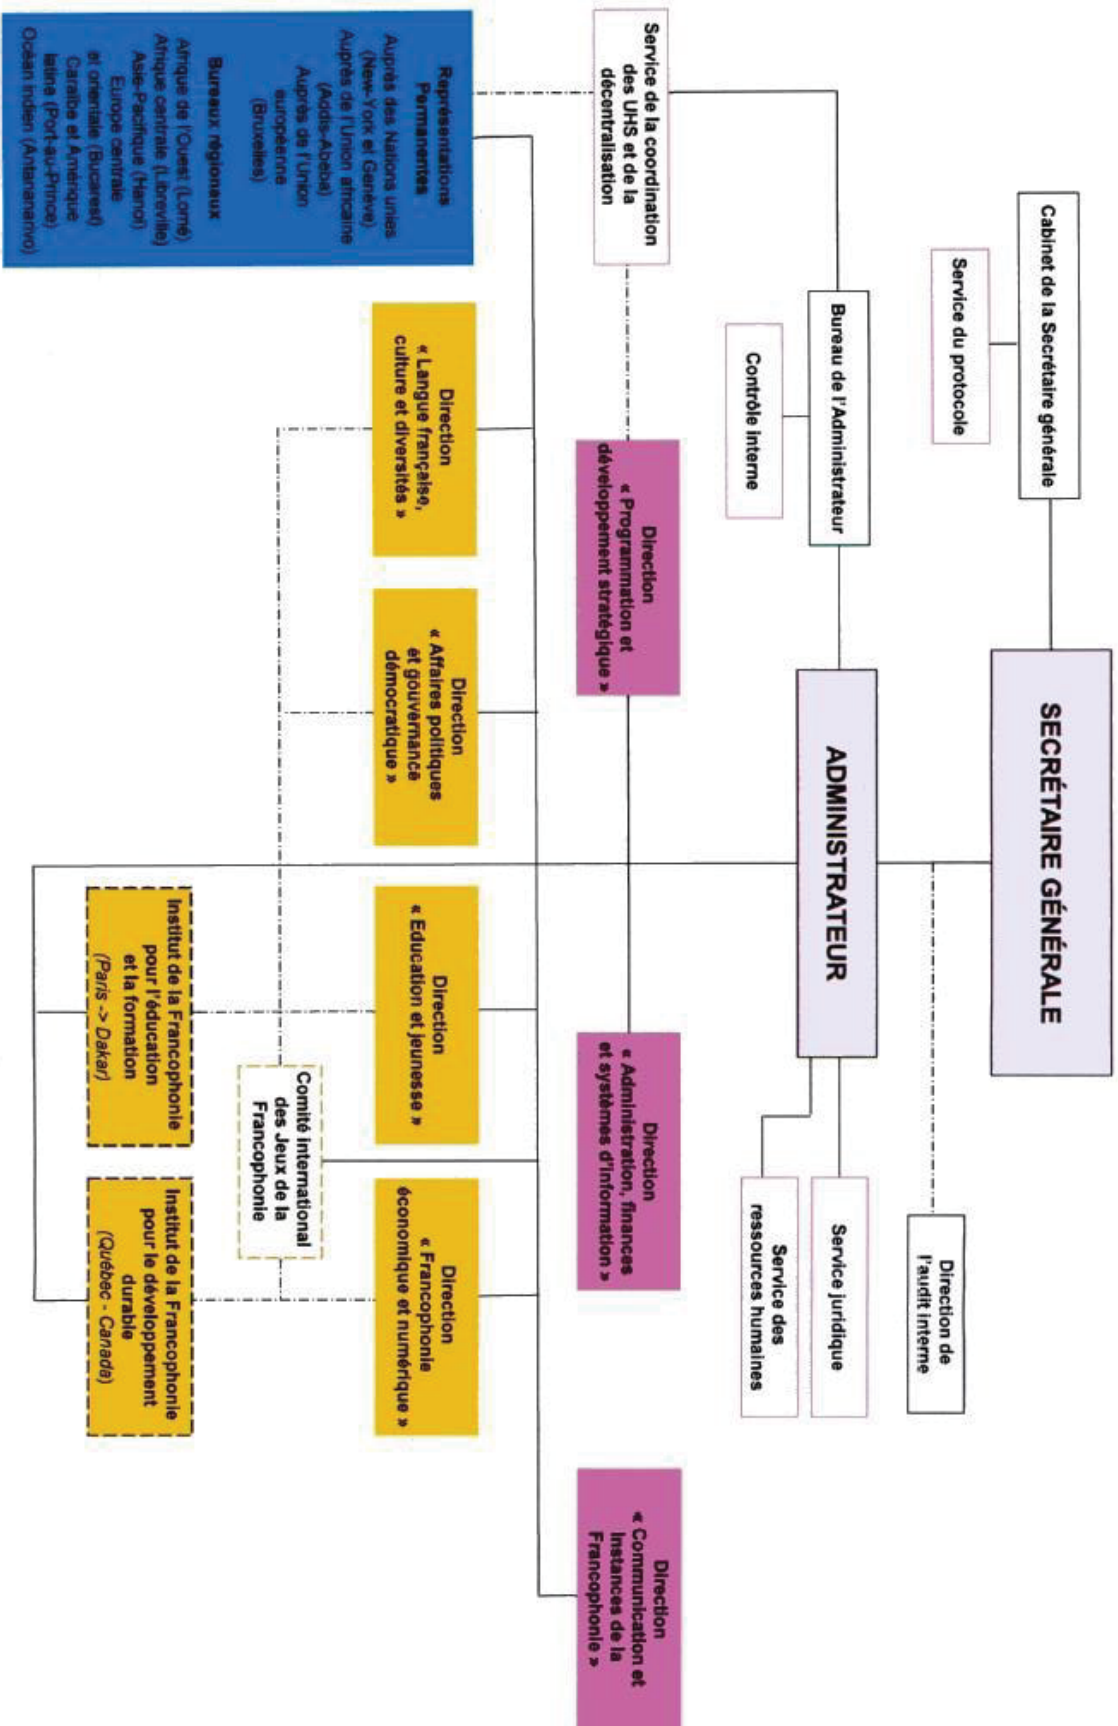 SECRÉTAIRE GÉNÉRALE
Cabinet de la Secrétaire générale
Service du protocole
Direction de
l'audit interne
ADMINISTRATEUR
Bureau de l'Administrateur
Contrôle interne
Service juridique
Service des
ressources humaines
Service de la coordination
des UHS et de la
décentralisation
Direction
« Programmation et
développement stratégique »
Direction
« Administration, finances
et systèmes d'information »
Direction
« Communication et
Instances de la
Francophonie »
Représentations
Permanentes
Auprès des Nations unies
(New-York et Genève)
Auprès de l'Union africaine
(Addis-Abeba)
Auprès de l'Union
européenne
(Bruxelles)
Bureaux régionaux
Afrique de l'Ouest (Lomé)
Afrique centrale (Libreville)
Asie-Pacifique (Hanoï)
Europe centrale
et orientale (Bucarest)
Caraïbe et Amérique
latine (Port-au-Prince)
Océan indien (Antananarivo)
Direction
« Langue française,
culture et diversités »
Direction
« Affaires politiques
et gouvernance
démocratique »
Direction
« Education et jeunesse »
Direction
« Francophonie
économique et numérique »
Comité international
des Jeux de la
Francophonie
Institut de la Francophonie
pour l'éducation
et la formation
(Paris -> Dakar)
Institut de la Francophonie
pour le développement
durable
(Québec - Canada)